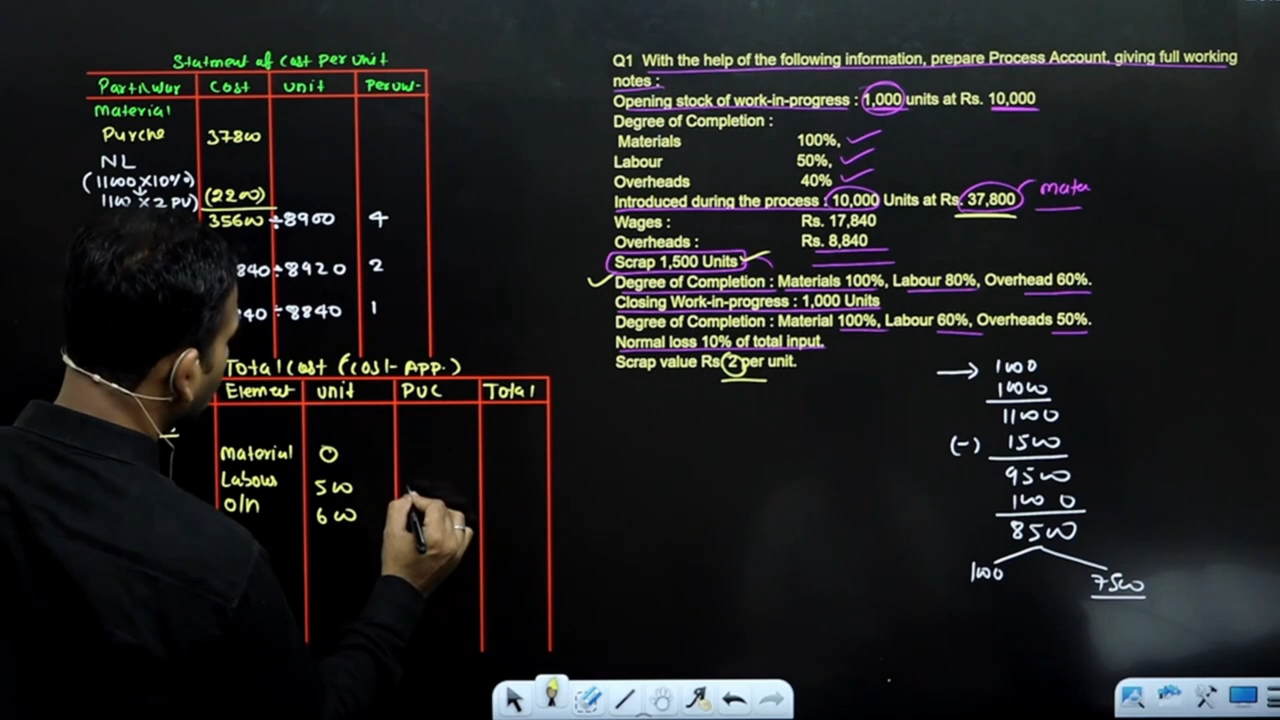 Statment of Cost Per Unit
Particular Cost Unit Per unit
Material
Purche 37800
NL
(11000 x10%)
1100 x 2 PU) (2200)
35600 ÷8900 4
840 ÷8920 2
40 ÷8840 1
Total Cost (Cost- App.)
Element Unit PUC Total
Material 0
Labour 500
O/H 600
Q1 With the help of the following information, prepare Process Account, giving full working
notes :
Opening stock of work-in-progress : 1,000 units at Rs. 10,000
Degree of Completion :
Materials 100%,
Labour 50%,
Overheads 40%
Introduced during the process : 10,000 Units at Rs. 37,800
mate
Wages : Rs. 17,840
Overheads : Rs. 8,840
Scrap 1,500 Units
Degree of Completion : Materials 100%, Labour 80%, Overhead 60%.
Closing Work-in-progress : 1,000 Units
Degree of Completion : Material 100%, Labour 60%, Overheads 50%.
Normal loss 10% of total input.
Scrap value Rs 2 per unit.
1000
10000
11000
(-) 1500
9500
1000
8500
1000 7500